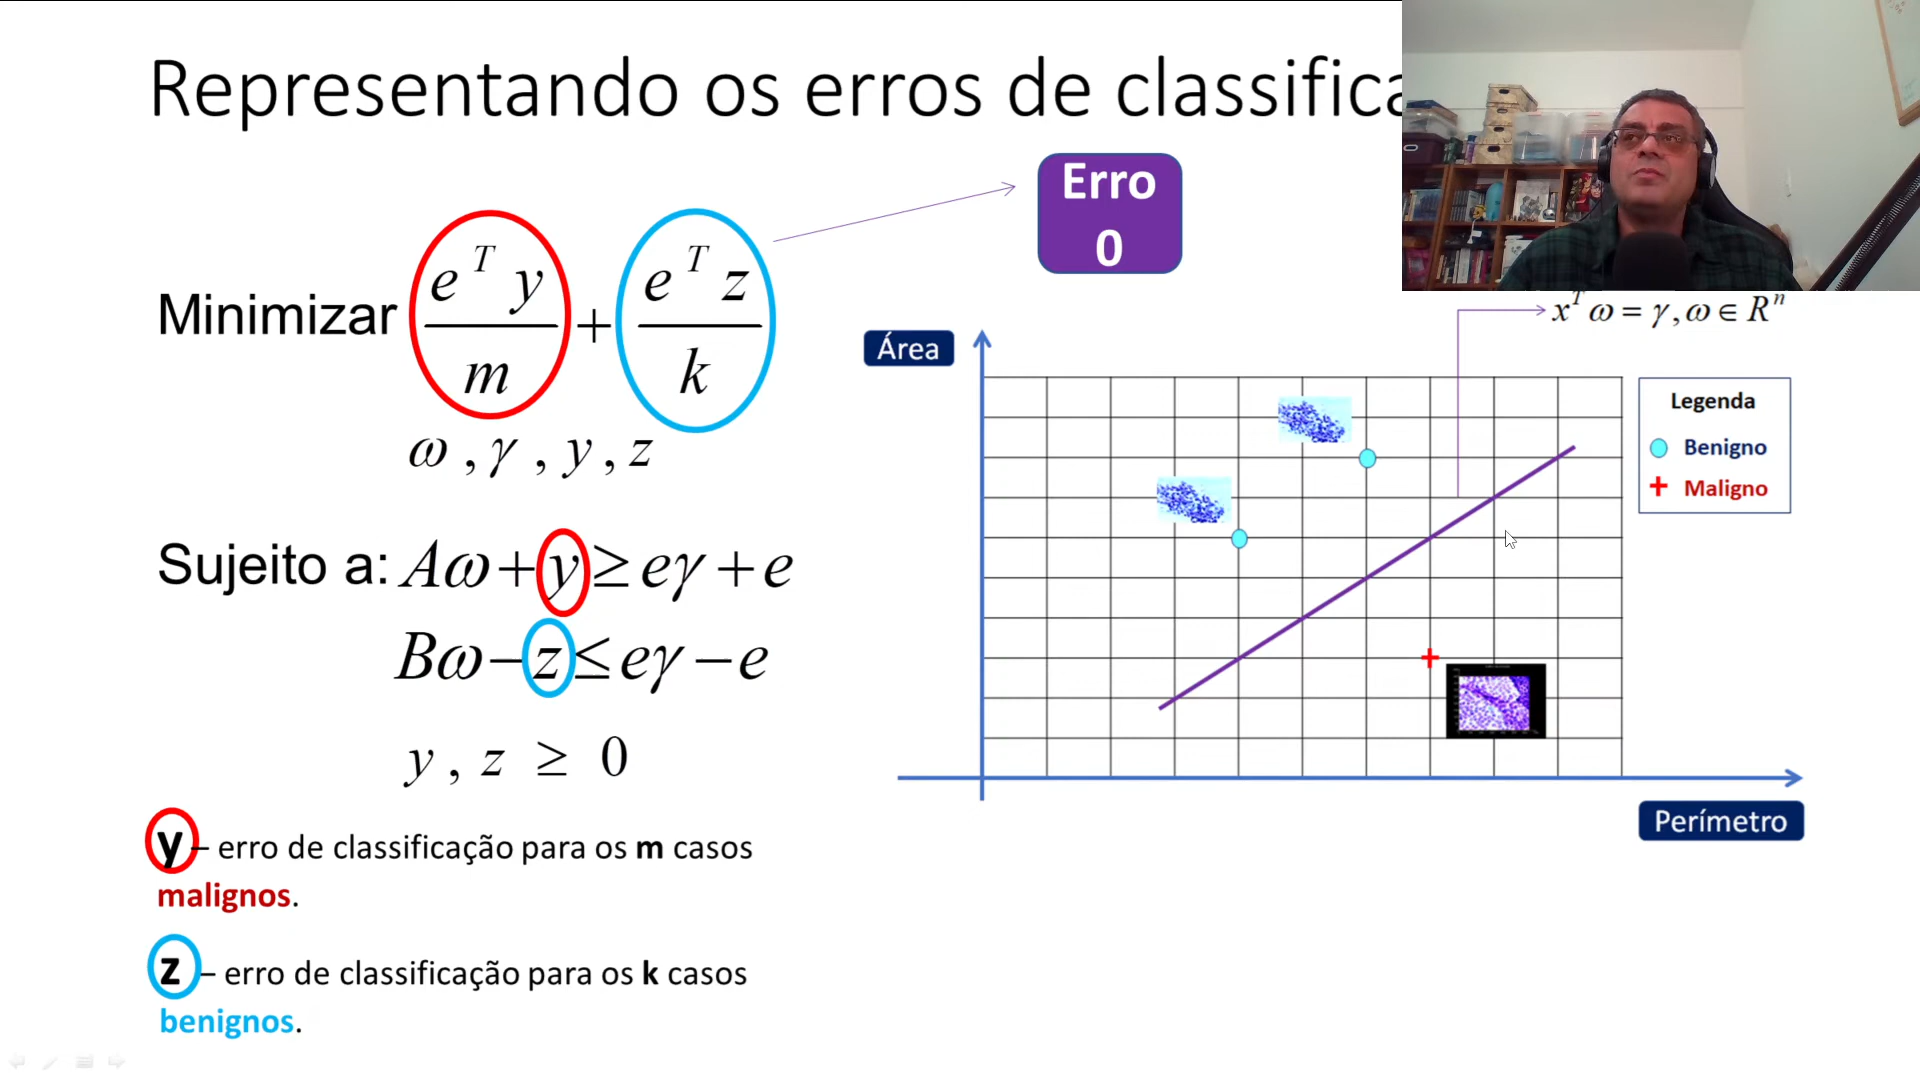 Representando os erros de classifica
Erro
0
Minimizar e^T y / m + e^T z / k
ω , γ , y , z
Sujeito a: Aω + y ≥ eγ + e
Bω − z ≤ eγ − e
y , z ≥ 0
y – erro de classificação para os m casos
malignos.
z – erro de classificação para os k casos
benignos.
x^T ω = γ , ω ∈ R^n
Área
Legenda
Benigno
+ Maligno
Perímetro